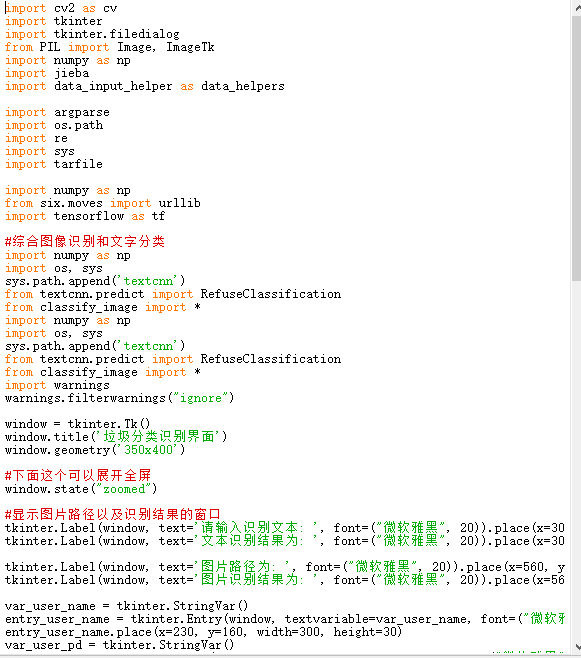 import cv2 as cv
import tkinter
import tkinter.filedialog
from PIL import Image, ImageTk
import numpy as np
import jieba
import data_input_helper as data_helpers
import argparse
import os.path
import re
import sys
import tarfile
import numpy as np
from six.moves import urllib
import tensorflow as tf
#综合图像识别和文字分类
import numpy as np
import os, sys
sys.path.append('textcnn')
from textcnn.predict import RefuseClassification
from classify_image import *
import numpy as np
import os, sys
sys.path.append('textcnn')
from textcnn.predict import RefuseClassification
from classify_image import *
import warnings
warnings.filterwarnings("ignore")
window = tkinter.Tk()
window.title('垃圾分类识别界面')
window.geometry('350x400')
#下面这个可以展开全屏
window.state("zoomed")
#显示图片路径以及识别结果的窗口
tkinter.Label(window, text='请输入识别文本: ', font=("微软雅黑", 20)).place(x=30
tkinter.Label(window, text='文本识别结果为: ', font=("微软雅黑", 20)).place(x=30
tkinter.Label(window, text='图片路径为: ', font=("微软雅黑", 20)).place(x=560, y
tkinter.Label(window, text='图片识别结果为: ', font=("微软雅黑", 20)).place(x=56
var_user_name = tkinter.StringVar()
entry_user_name = tkinter.Entry(window, textvariable=var_user_name, font=("微软雅
entry_user_name.place(x=230, y=160, width=300, height=30)
var_user_pd = tkinter.StringVar()